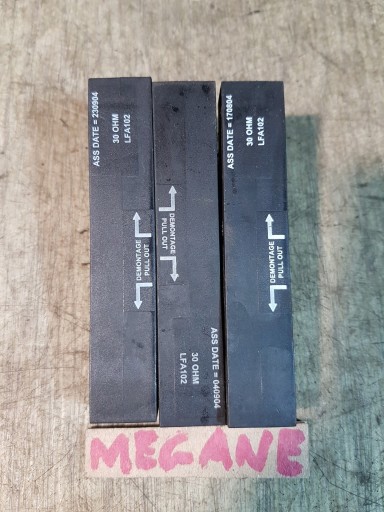 ASS DATE = 230904
30 OHM
LFA102
DEMONTAGE
PULL OUT
DEMONTAGE
PULL OUT
ASS DATE = 040904
30 OHM
LFA102
ASS DATE = 170804
30 OHM
LFA102
DEMONTAGE
PULL OUT
MEGANE